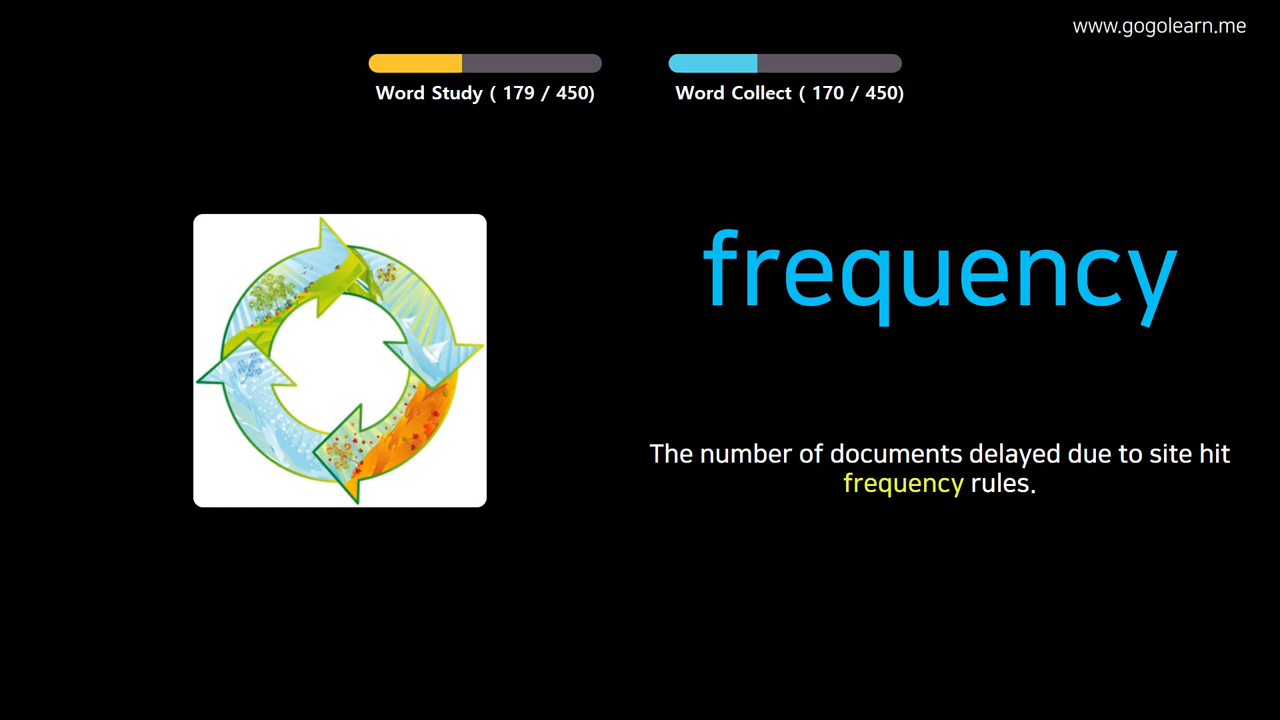 www.gogolearn.me
Word Study ( 179 / 450)
Word Collect ( 170 / 450)
frequency
The number of documents delayed due to site hit
frequency rules.